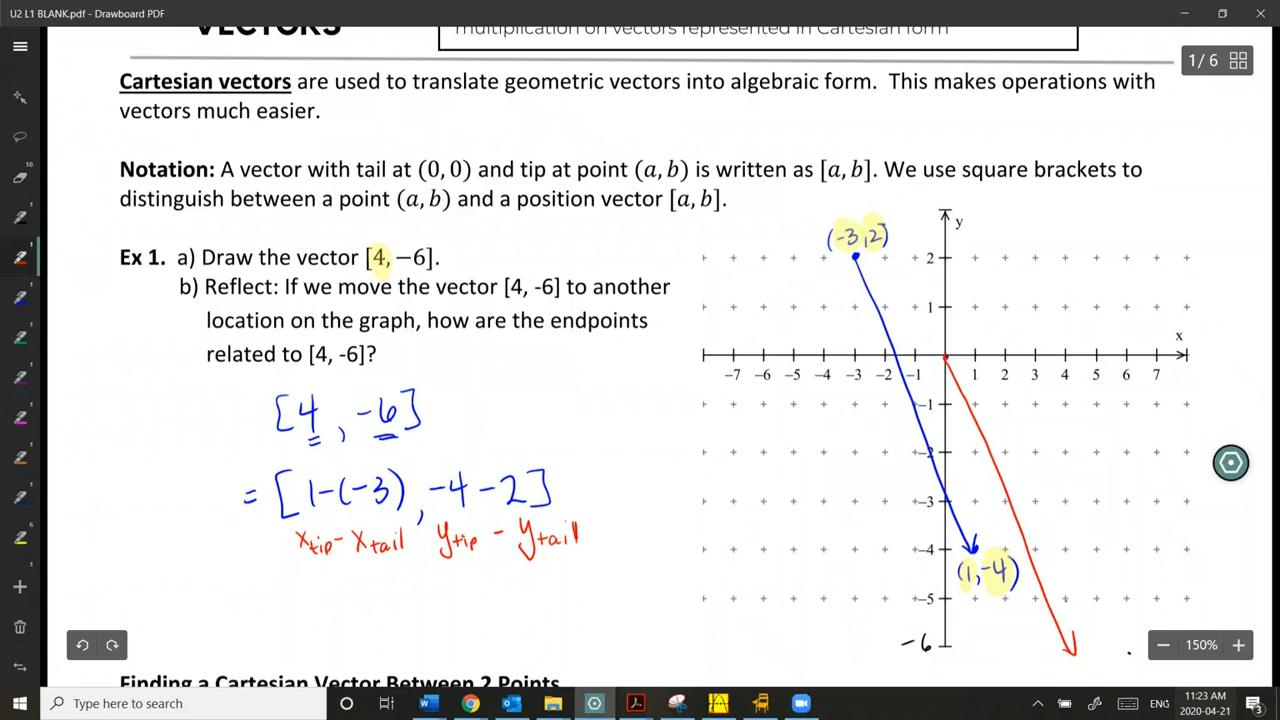 U2 L1 BLANK.pdf - Drawboard PDF
VECTORS
multiplication on vectors represented in Cartesian form
1 / 6
Cartesian vectors are used to translate geometric vectors into algebraic form. This makes operations with
vectors much easier.
Notation: A vector with tail at (0, 0) and tip at point (a, b) is written as [a, b]. We use square brackets to
distinguish between a point (a, b) and a position vector [a, b].
Ex 1. a) Draw the vector [4, −6].
b) Reflect: If we move the vector [4, -6] to another
location on the graph, how are the endpoints
related to [4, -6]?
[4, -6]
= [1-(-3), -4-2]
xtip - xtail ytip - ytail
(-3,2)
y
2
1
x
−7 −6 −5 −4 −3 −2 −1 1 2 3 4 5 6 7
−1
−2
−3
−4
(1,-4)
−5
-6
150%
Finding a Cartesian Vector Between 2 Points
Type here to search
ENG
11:23 AM
2020-04-21
3